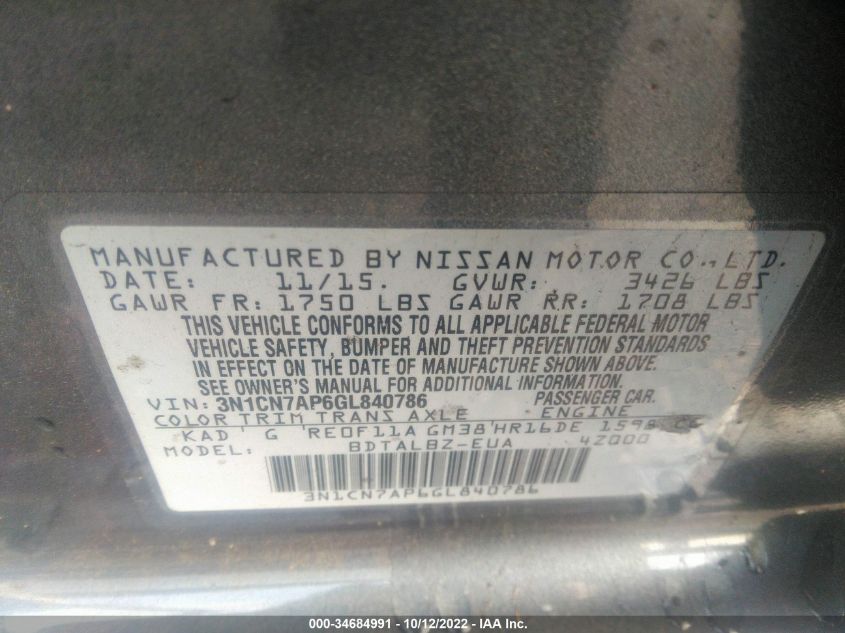 MANUFACTURED BY NISSAN MOTOR CO., LTD.
DATE: 11/15. GVWR: 3426 LBS
GAWR FR: 1750 LBS GAWR RR: 1708 LBS
THIS VEHICLE CONFORMS TO ALL APPLICABLE FEDERAL MOTOR
VEHICLE SAFETY, BUMPER AND THEFT PREVENTION STANDARDS
IN EFFECT ON THE DATE OF MANUFACTURE SHOWN ABOVE.
SEE OWNER'S MANUAL FOR ADDITIONAL INFORMATION.
VIN: 3N1CN7AP6GL840786 PASSENGER CAR.
COLOR TRIM TRANS AXLE ENGINE
KAD G RE0F11A GM38 HR16DE 1598 CC
MODEL: BDTALBZ-EUA 4Z000
3N1CN7AP6GL840786
000-34684991 - 10/12/2022 - IAA Inc.